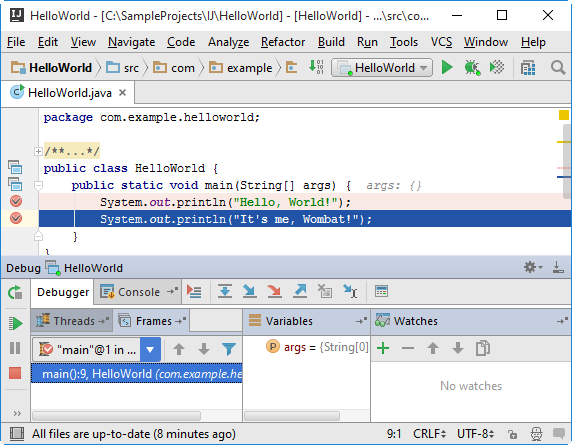 HelloWorld - [C:\SampleProjects\IJ\HelloWorld] - [HelloWorld] - ...\src\co...
File Edit View Navigate Code Analyze Refactor Build Run Tools VCS Window Help
HelloWorld src com example HelloWorld
HelloWorld.java
package com.example.helloworld;
/**...*/
public class HelloWorld {
public static void main(String[] args) { args: {}
System.out.println("Hello, World!");
System.out.println("It's me, Wombat!");
}
}
Debug HelloWorld
Debugger Console
Threads Frames Variables Watches
"main"@1 in ... args = {String[0]
main():9, HelloWorld (com.example.he
No watches
All files are up-to-date (8 minutes ago) 9:1 CRLF UTF-8